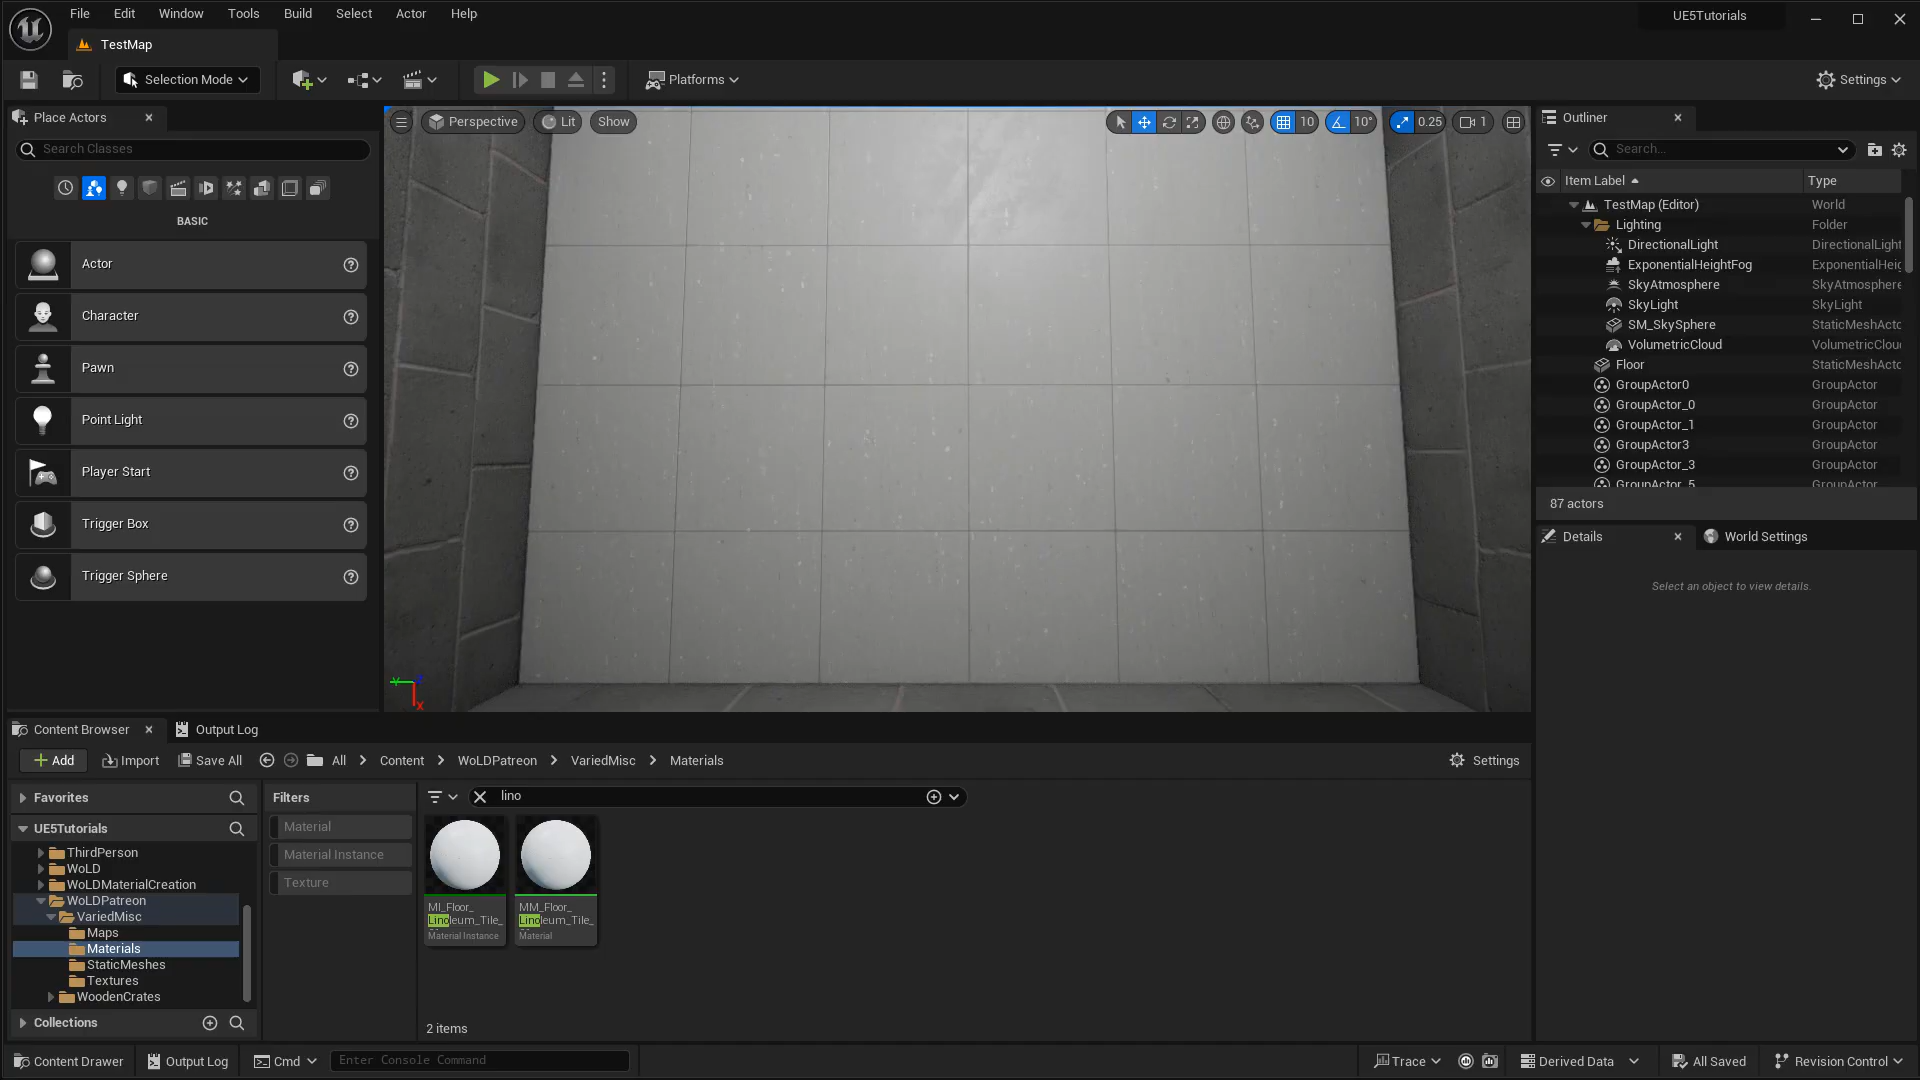 File Edit Window Tools Build Select Actor Help
UE5Tutorials
TestMap
Selection Mode
Platforms
Settings
Place Actors
Search Classes
BASIC
Actor
Character
Pawn
Point Light
Player Start
Trigger Box
Trigger Sphere
Perspective Lit Show
10 10° 0.25 1
Outliner
Search...
Item Label Type
TestMap (Editor) World
Lighting Folder
DirectionalLight DirectionalLight
ExponentialHeightFog ExponentialHeig
SkyAtmosphere SkyAtmosphere
SkyLight SkyLight
SM_SkySphere StaticMeshActo
VolumetricCloud VolumetricClou
Floor StaticMeshActo
GroupActor0 GroupActor
GroupActor_0 GroupActor
GroupActor_1 GroupActor
GroupActor3 GroupActor
GroupActor_3 GroupActor
GroupActor_5 GroupActor
87 actors
Details World Settings
Select an object to view details.
Y Z
X
Content Browser Output Log
Add Import Save All All Content WoLDPatreon VariedMisc Materials Settings
Favorites
UE5Tutorials
ThirdPerson
WoLD
WoLDMaterialCreation
WoLDPatreon
VariedMisc
Maps
Materials
StaticMeshes
Textures
WoodenCrates
Collections
Filters
Material
Material Instance
Texture
lino
MI_Floor_
Linoleum_Tile_
Material Instance
MM_Floor_
Linoleum_Tile_
Material
2 items
Content Drawer Output Log Cmd Enter Console Command Trace Derived Data All Saved Revision Control